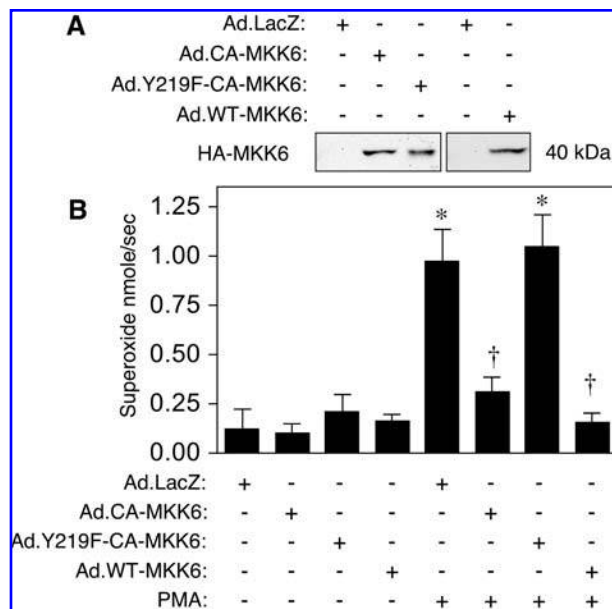 A
Ad.LacZ: + - - + -
Ad.CA-MKK6: - + - - -
Ad.Y219F-CA-MKK6: - - + - -
Ad.WT-MKK6: - - - - +
HA-MKK6 40 kDa
B
Superoxide nmole/sec
1.25
1.00
0.75
0.50
0.25
0.00
* † * †
Ad.LacZ: + - - - + - - -
Ad.CA-MKK6: - + - - - + - -
Ad.Y219F-CA-MKK6: - - + - - - + -
Ad.WT-MKK6: - - - + - - - +
PMA: - - - - + + + +